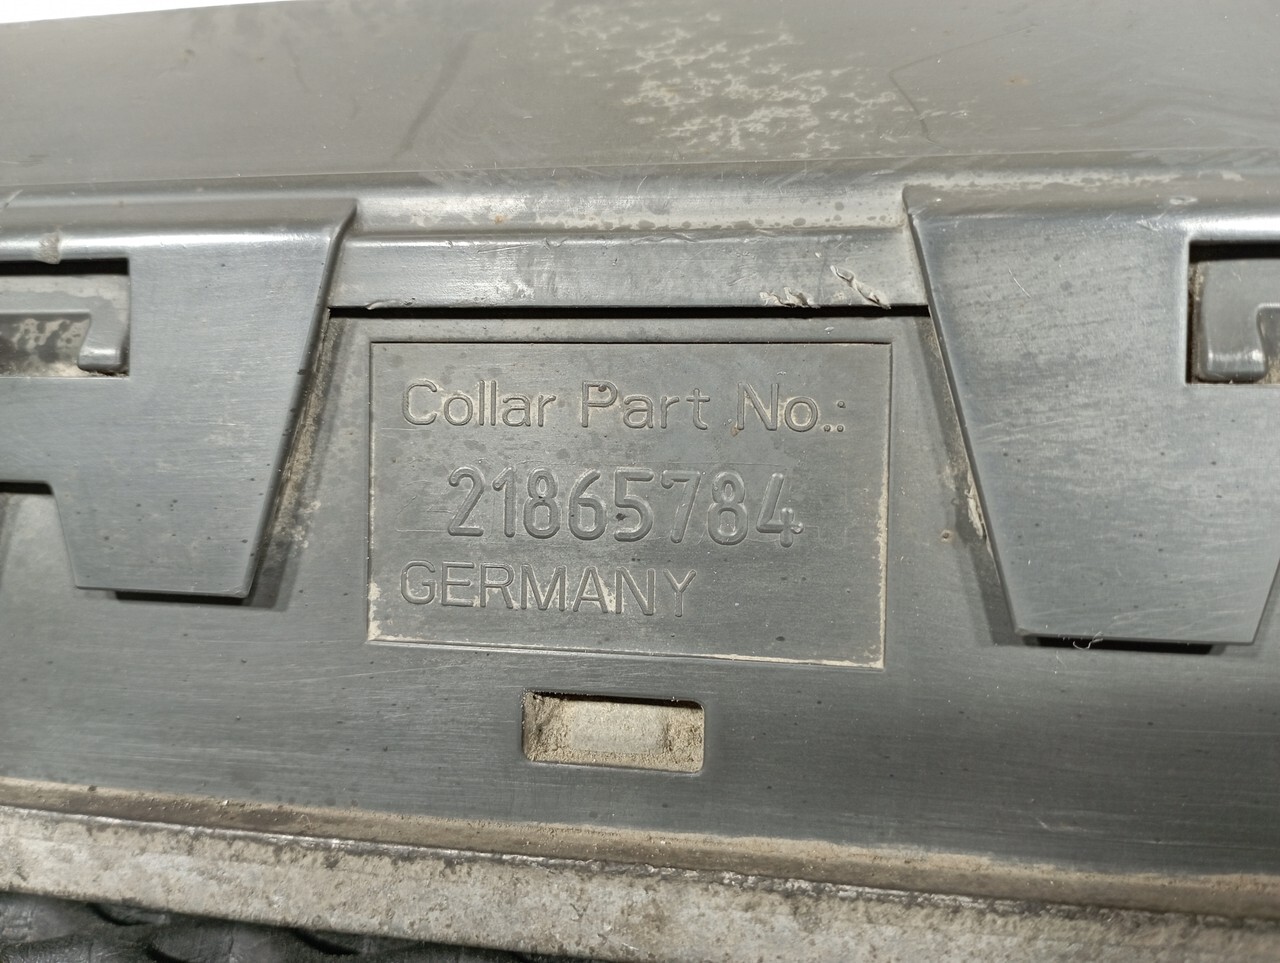 Collar Part No.:
21865784
GERMANY